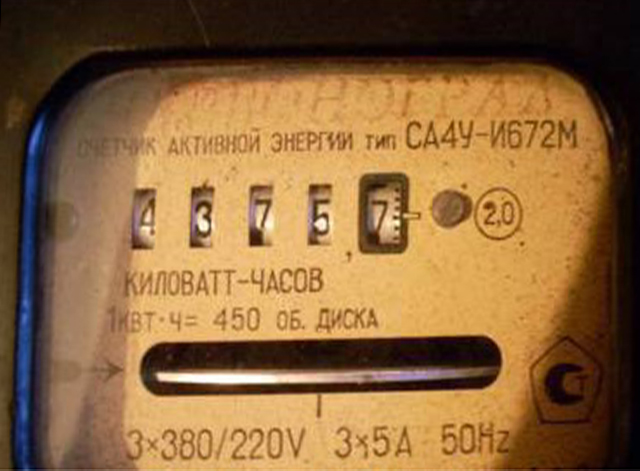 СЧЕТЧИК АКТИВНОЙ ЭНЕРГИИ тип СА4У-И672М
4 3 7 5 , 7 2,0
КИЛОВАТТ-ЧАСОВ
1КВТ·Ч= 450 ОБ. ДИСКА
3×380/220V 3×5A 50Hz